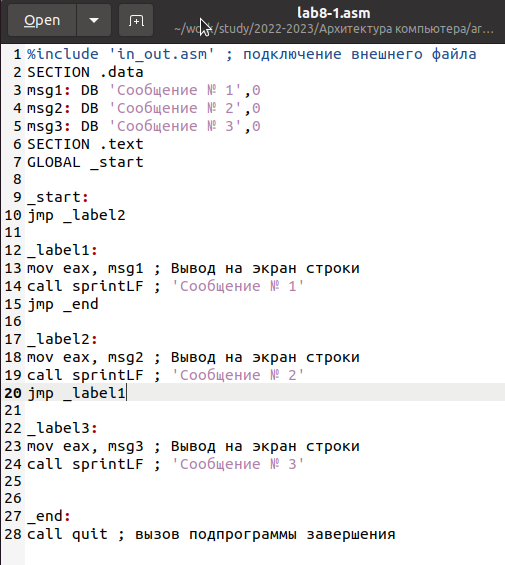 Open
lab8-1.asm
~/work/study/2022-2023/Архитектура компьютера/ar...
1 %include 'in_out.asm' ; подключение внешнего файла
2 SECTION .data
3 msg1: DB 'Сообщение № 1',0
4 msg2: DB 'Сообщение № 2',0
5 msg3: DB 'Сообщение № 3',0
6 SECTION .text
7 GLOBAL _start
8
9 _start:
10 jmp _label2
11
12 _label1:
13 mov eax, msg1 ; Вывод на экран строки
14 call sprintLF ; 'Сообщение № 1'
15 jmp _end
16
17 _label2:
18 mov eax, msg2 ; Вывод на экран строки
19 call sprintLF ; 'Сообщение № 2'
20 jmp _label1
21
22 _label3:
23 mov eax, msg3 ; Вывод на экран строки
24 call sprintLF ; 'Сообщение № 3'
25
26
27 _end:
28 call quit ; вызов подпрограммы завершения